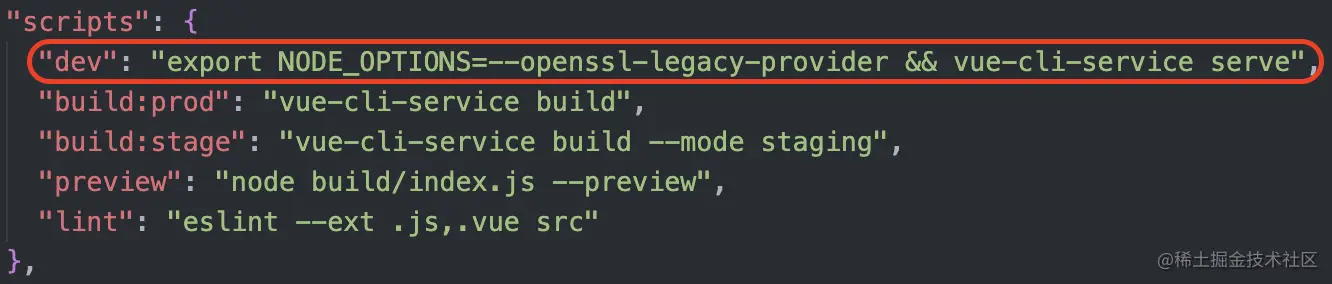 "scripts": {
"dev": "export NODE_OPTIONS=--openssl-legacy-provider && vue-cli-service serve",
"build:prod": "vue-cli-service build",
"build:stage": "vue-cli-service build --mode staging",
"preview": "node build/index.js --preview",
"lint": "eslint --ext .js,.vue src"
},
@稀土掘金技术社区